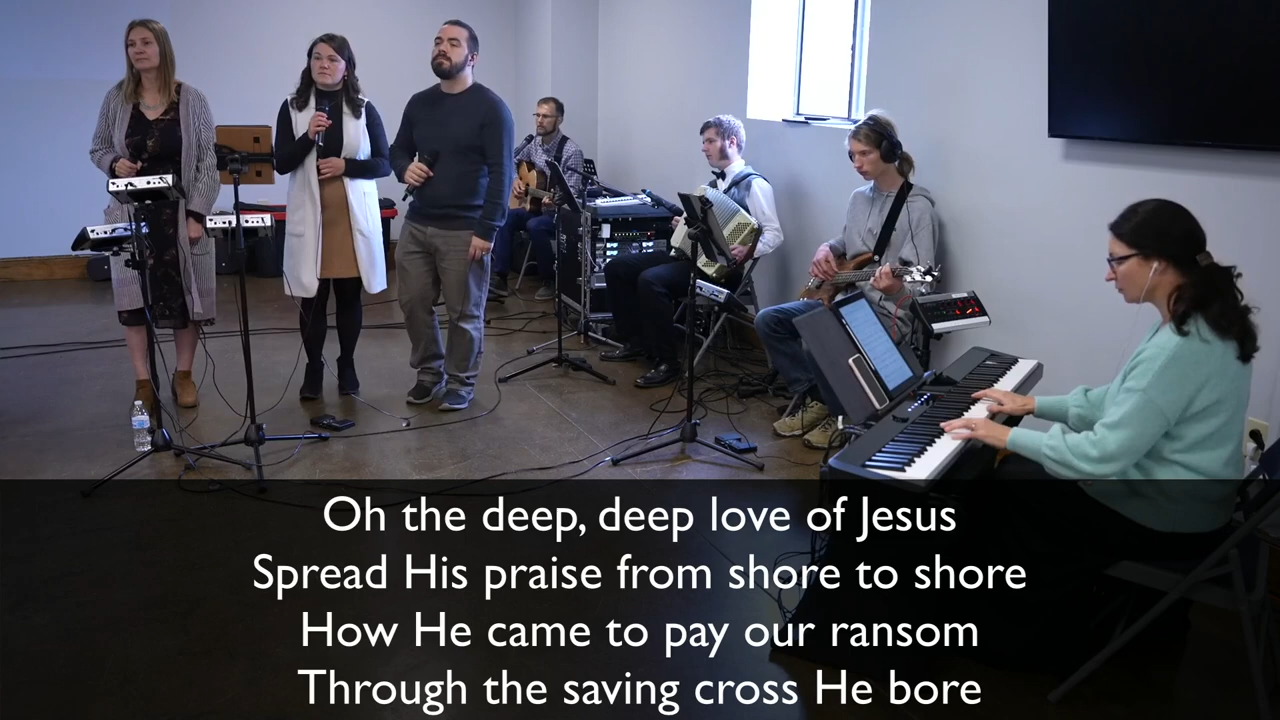 Oh the deep, deep love of Jesus
Spread His praise from shore to shore
How He came to pay our ransom
Through the saving cross He bore